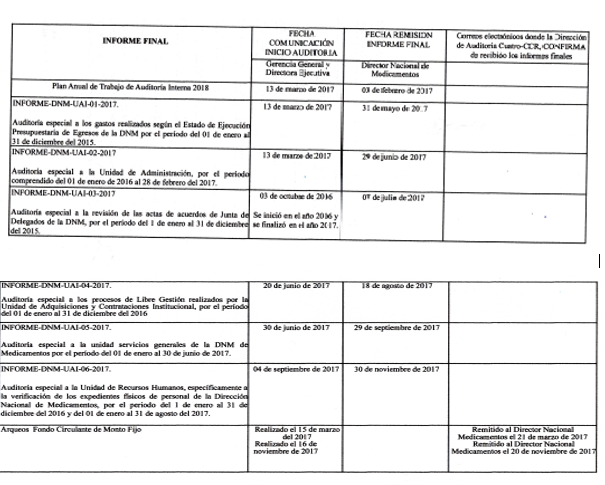 INFORME FINAL
FECHA
COMUNICACIÓN
INICIO AUDITORIA
FECHA REMISION
INFORME FINAL
Correos electrónicos donde la Dirección
de Auditoria Cuatro-CCR, CONFIRMA
de recibido los informes finales
Gerencia General y
Directora Ejecutiva
Director Nacional de
Medicamentos
Plan Anual de Trabajo de Auditoría Interna 2018
13 de marzo de 2017
03 de febrero de 2017
INFORME-DNM-UAI-01-2017.
13 de marzo de 2017
31 de mayo de 2017
Auditoría especial a los gastos realizados según el Estado de Ejecución
Presupuestaria de Egresos de la DNM por el período del 01 de enero al
31 de diciembre del 2015.
INFORME-DNM-UAI-02-2017
13 de marzo de 2017
29 de junio de 2017
Auditoría especial a la Unidad de Administración, por el período
comprendido del 01 de enero de 2016 al 28 de febrero del 2017.
INFORME-DNM-UAI-03-2017
03 de octubre de 2016
07 de julio de 2017
Auditoría especial a la revisión de las actas de acuerdos de Junta de
Delegados de la DNM, por el período del 1 de enero al 31 de diciembre
del 2015.
Se inició en el año 2016 y
se finalizó en el año 2017.
INFORME-DNM-UAI-04-2017.
20 de junio de 2017
18 de agosto de 2017
Auditoría especial a los procesos de Libre Gestión realizados por la
Unidad de Adquisiciones y Contrataciones Institucional, por el período
del 01 de enero al 31 de diciembre del 2016
INFORME-DNM-UAI-05-2017.
30 de junio de 2017
29 de septiembre de 2017
Auditoría especial a la unidad servicios generales de la DNM de
Medicamentos por el período del 01 de enero al 30 de junio de 2017.
INFORME-DNM-UAI-06-2017.
04 de septiembre de 2017
30 de noviembre de 2017
Auditoría especial a la Unidad de Recursos Humanos, específicamente a
la verificación de los expedientes físicos de personal de la Dirección
Nacional de Medicamentos, por el período del 1 de enero al 31 de
diciembre del 2016 y del 01 de enero al 31 de agosto del 2017.
Arqueos Fondo Circulante de Monto Fijo
Realizado el 15 de marzo
del 2017
Realizado el 16 de
noviembre de 2017
Remitido al Director Nacional
Medicamentos el 21 de marzo de 2017
Remitido al Director Nacional
Medicamentos el 20 de noviembre de 2017